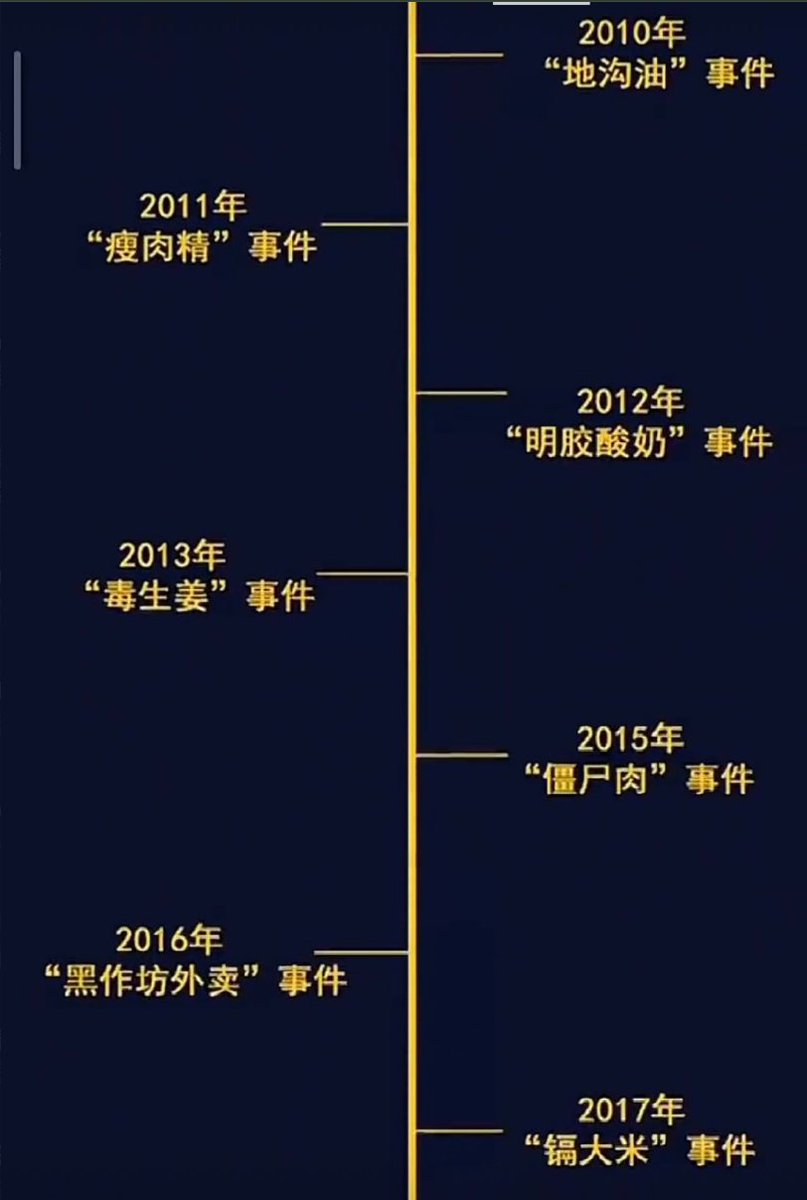 2010年
“地沟油”事件
2011年
“瘦肉精”事件
2012年
“明胶酸奶”事件
2013年
“毒生姜”事件
2015年
“僵尸肉”事件
2016年
“黑作坊外卖”事件
2017年
“镉大米”事件